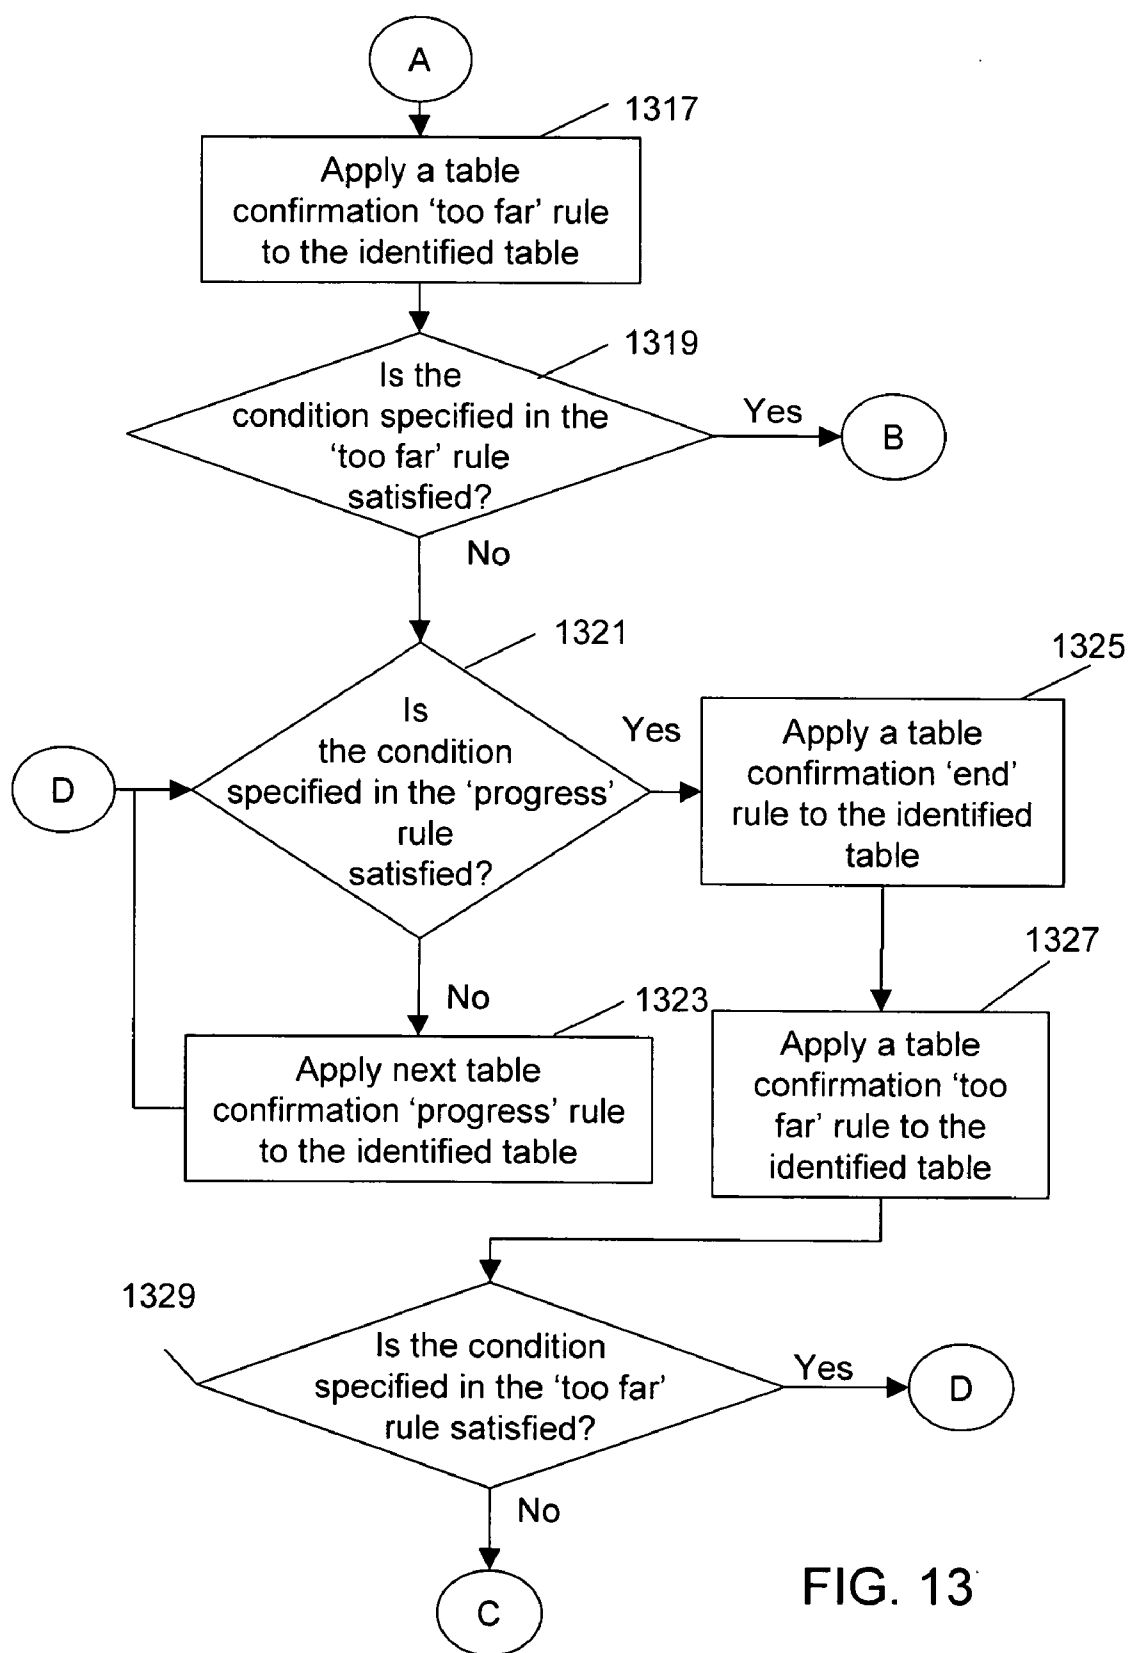 A
1317
Apply a table
confirmation ‘too far’ rule
to the identified table
1319
Is the
condition specified in the
‘too far’ rule
satisfied?
Yes
B
No
1321
Is
the condition
specified in the ‘progress’
rule
satisfied?
D
Yes
1325
Apply a table
confirmation ‘end’
rule to the identified
table
No
1323
Apply next table
confirmation ‘progress’ rule
to the identified table
1327
Apply a table
confirmation ‘too
far’ rule to the
identified table
1329
Is the condition
specified in the ‘too far’
rule satisfied?
Yes
D
No
C
FIG. 13